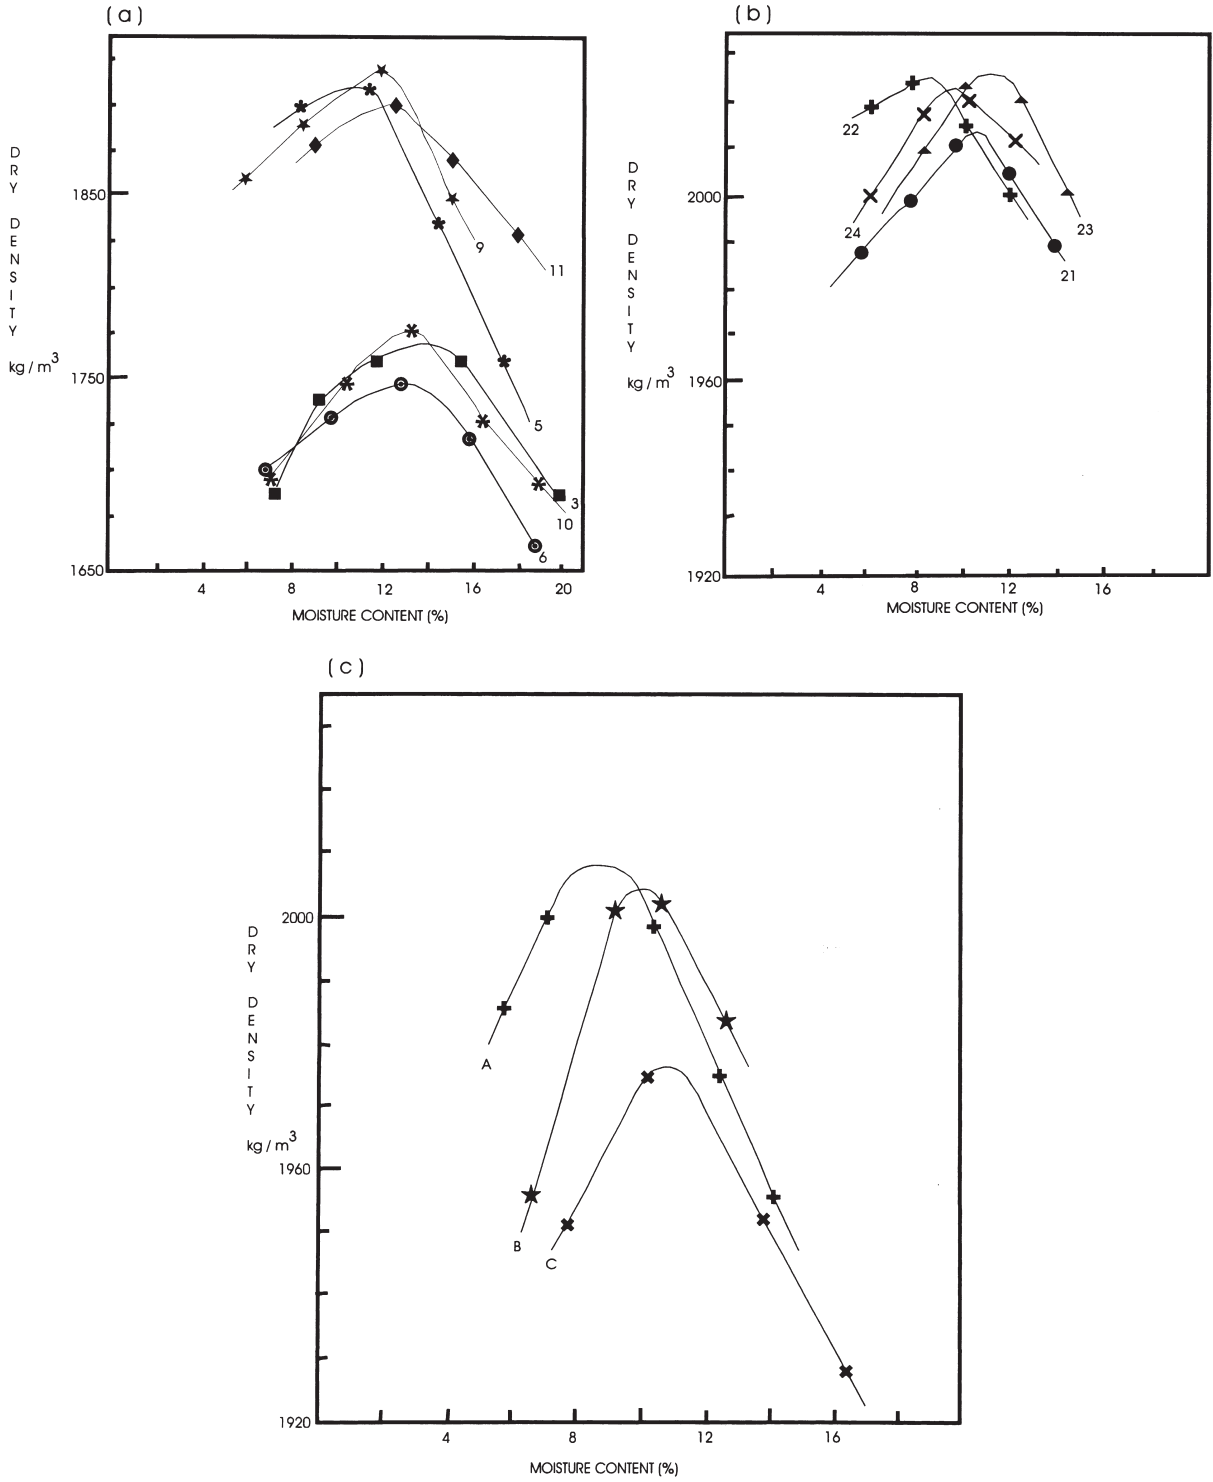 (a)
D
R
Y
D
E
N
S
I
T
Y
kg/m³
1850
1750
1650
9
11
5
3
10
6
4 8 12 16 20
MOISTURE CONTENT (%)
(b)
D
R
Y
D
E
N
S
I
T
Y
kg/m³
2000
1960
1920
22
24
23
21
4 8 12 16
MOISTURE CONTENT (%)
(c)
D
R
Y
D
E
N
S
I
T
Y
kg/m³
2000
1960
1920
A
B
C
4 8 12 16
MOISTURE CONTENT (%)